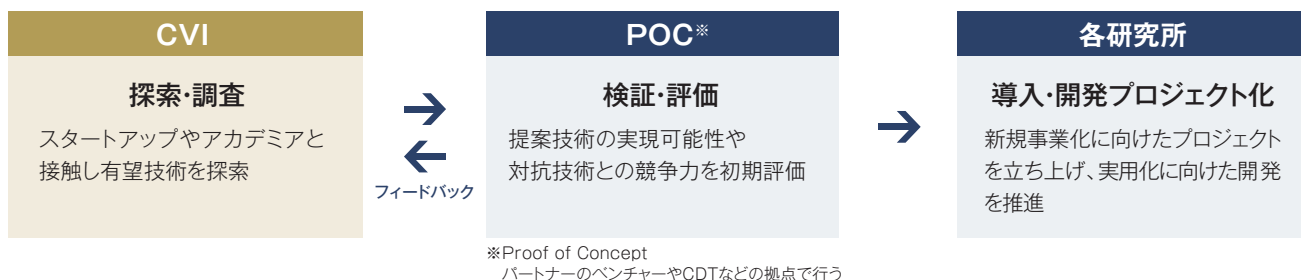 CVI
探索・調査
スタートアップやアカデミアと
接触し有望技術を探索
フィードバック
POC※
検証・評価
提案技術の実現可能性や
対抗技術との競争力を初期評価
※Proof of Concept
パートナーのベンチャーやCDTなどの拠点で行う
各研究所
導入・開発プロジェクト化
新規事業化に向けたプロジェクト
を立ち上げ、実用化に向けた開発
を推進